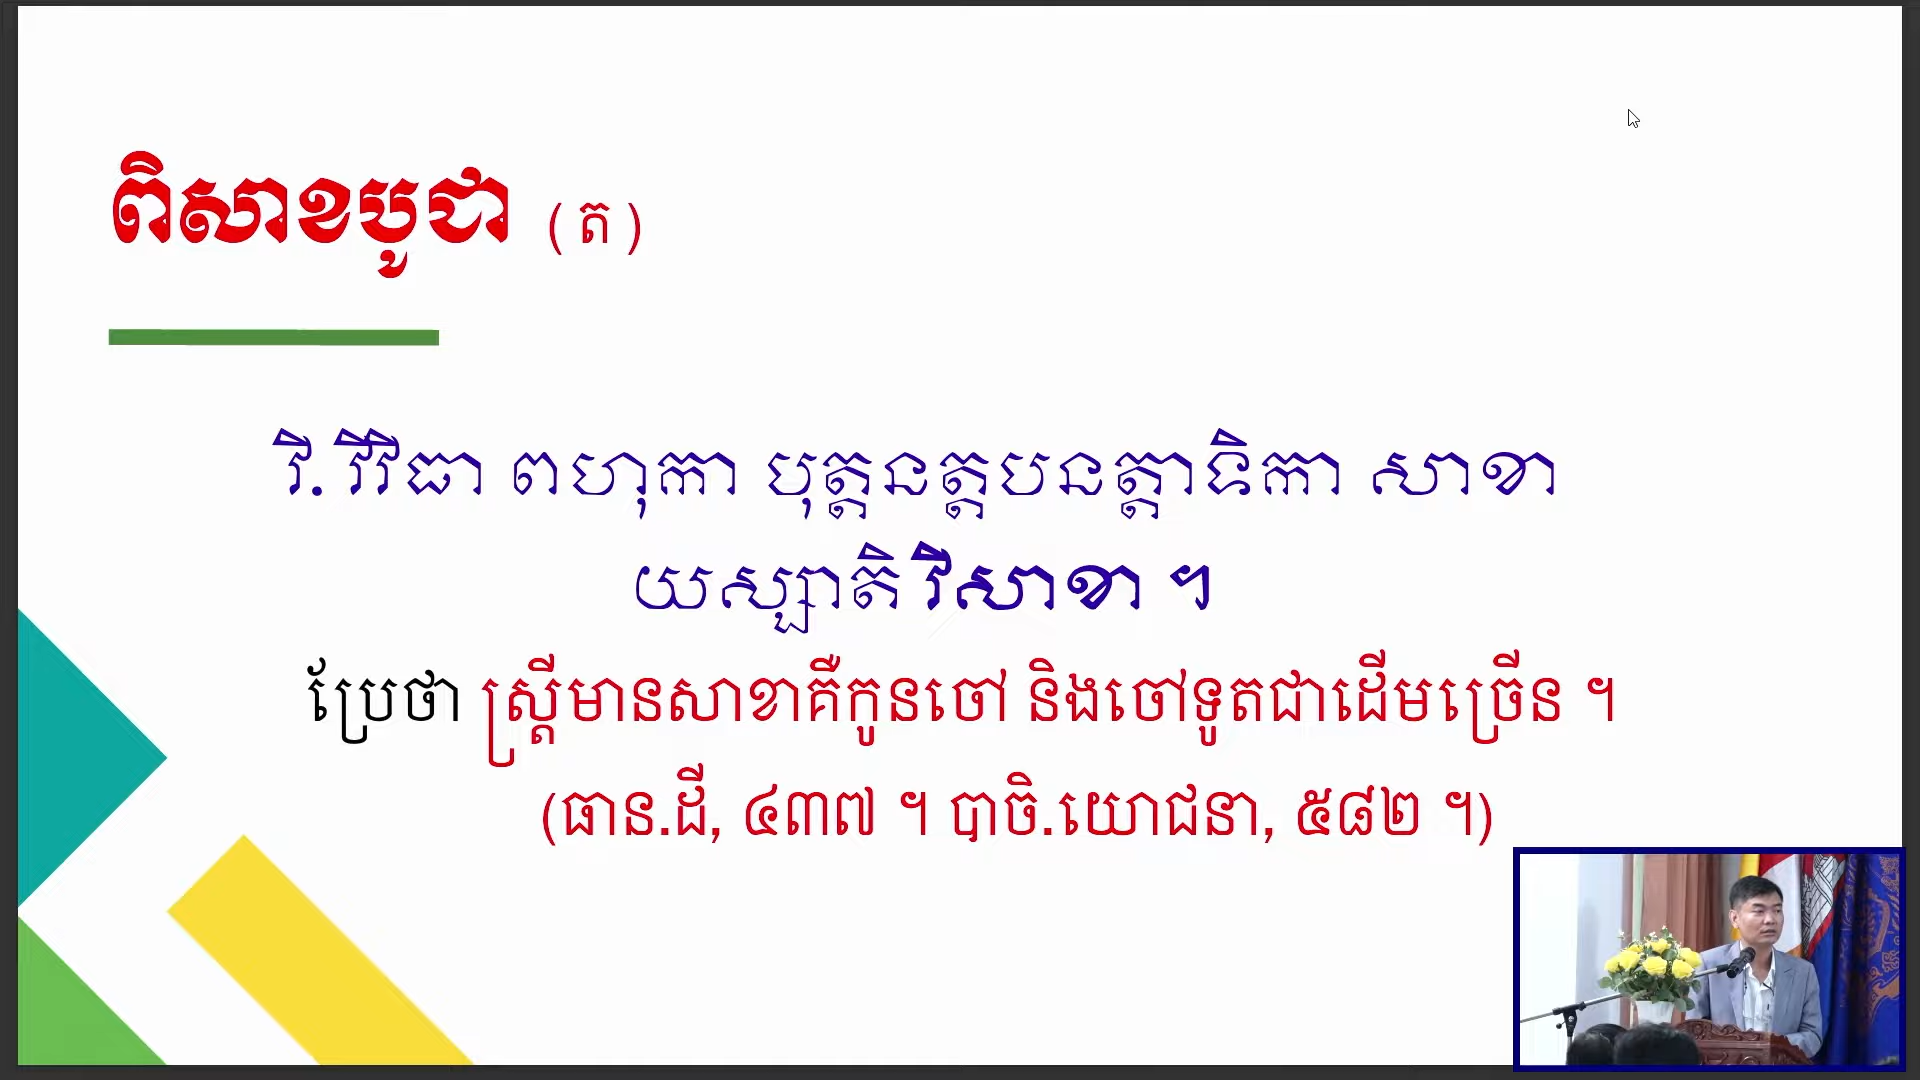 ពិសាខបូជា ( ត )
វិ. វិវិធា ពហុកា បុត្តនត្តបនត្តាទិកា សាខា
យស្សាតិ វិសាខា ។
ប្រែថា ស្ត្រីមានសាខាគឺកូនចៅ និងចៅទួតជាដើមច្រើន ។
(ធាន.ដី, ៤៣៧ ។ បាចិ.យោជនា, ៥៨២ ។)